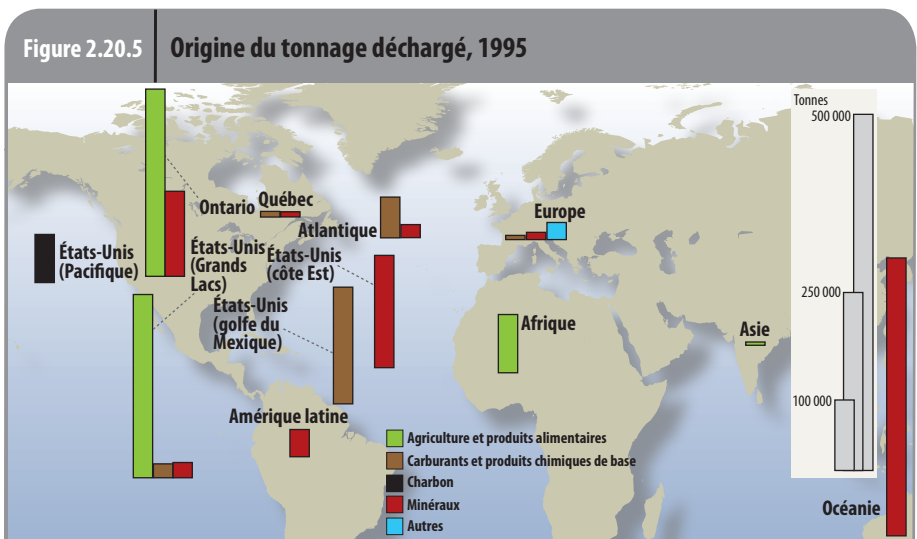 Figure 2.20.5
Origine du tonnage déchargé, 1995
Tonnes
500 000
250 000
100 000
Ontario
Québec
Atlantique
Europe
États-Unis
(Pacifique)
États-Unis
(Grands
Lacs)
États-Unis
(côte Est)
États-Unis
(golfe du
Mexique)
Afrique
Asie
Amérique latine
Océanie
Agriculture et produits alimentaires
Carburants et produits chimiques de base
Charbon
Minéraux
Autres